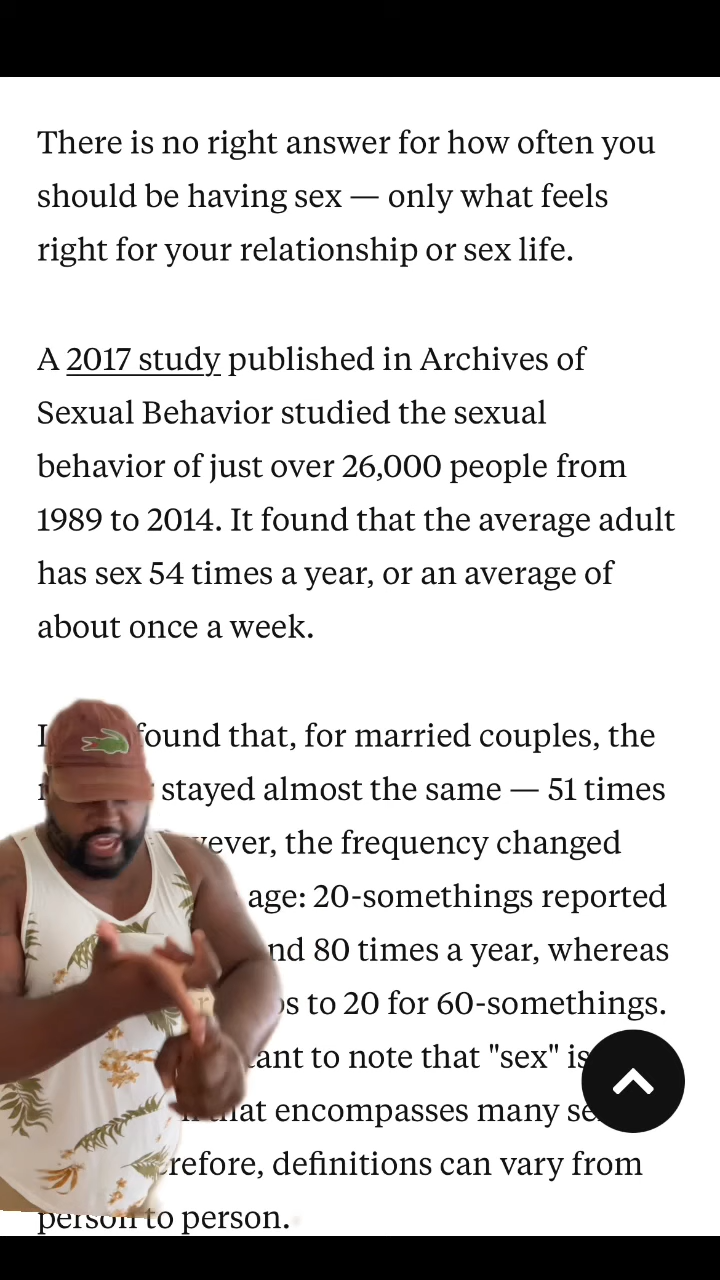 There is no right answer for how often you
should be having sex — only what feels
right for your relationship or sex life.
A 2017 study published in Archives of
Sexual Behavior studied the sexual
behavior of just over 26,000 people from
1989 to 2014. It found that the average adult
has sex 54 times a year, or an average of
about once a week.
found that, for married couples, the
stayed almost the same — 51 times
the frequency changed
age: 20-somethings reported
80 times a year, whereas
to 20 for 60-somethings.
to note that "sex" is
that encompasses many
definitions can vary from
person to person.